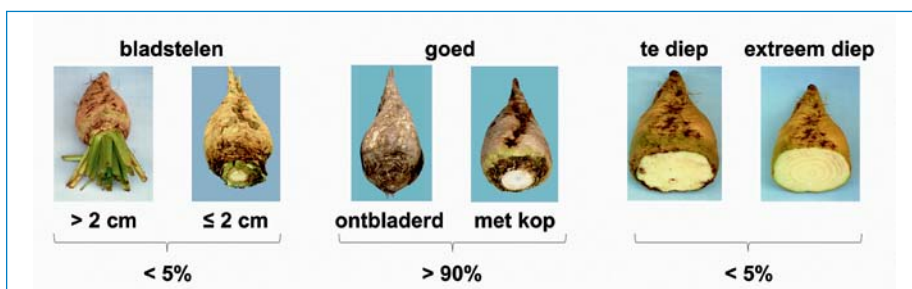 bladstelen goed te diep extreem diep
> 2 cm ≤ 2 cm ontbladerd met kop
< 5% > 90% < 5%